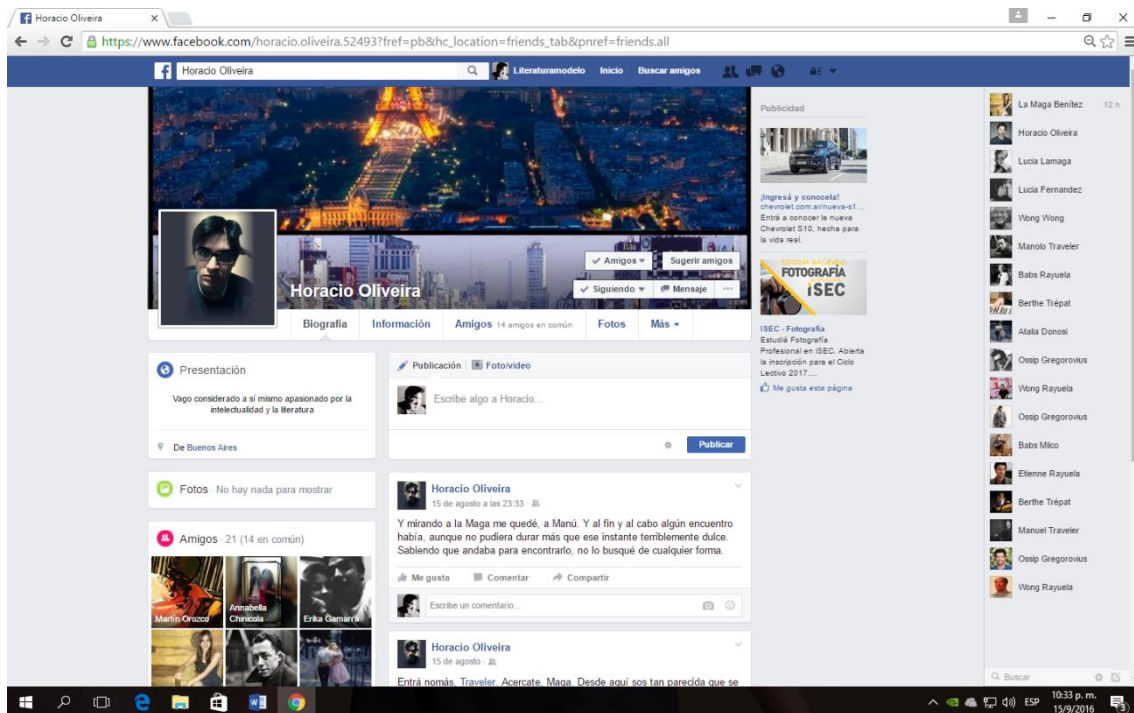 Horacio Oliveira
https://www.facebook.com/horacio.oliveira.52493?fref=pb&hc_location=friends_tab&pnref=friends.all
Horacio Oliveira
Literaturamodelo Inicio Buscar amigos
Horacio Oliveira
Amigos
Sugerir amigos
Siguiendo
Mensaje
Biografía Información Amigos 14 amigos en común Fotos Más
Presentación
Vago considerado a sí mismo apasionado por la
intelectualidad y la literatura
De Buenos Aires
Fotos · No hay nada para mostrar
Amigos · 21 (14 en común)
Martín Orozco
Annabella
Chinicola
Erika Gamarra
Publicación Foto/video
Escribe algo a Horacio...
Publicar
Horacio Oliveira
15 de agosto a las 23:33 ·
Y mirando a la Maga me quedé, a Manú. Y al fin y al cabo algún encuentro
había, aunque no pudiera durar más que ese instante terriblemente dulce.
Sabiendo que andaba para encontrarlo, no lo busqué de cualquier forma.
Me gusta Comentar Compartir
Escribe un comentario...
Horacio Oliveira
15 de agosto ·
Entrá nomás, Traveler. Acercate, Maga. Desde aquí sos tan parecida que se
Publicidad
¡Ingresá y conocela!
chevrolet.com.ar/nueva-s1...
Entrá a conocer la nueva
Chevrolet S10, hecha para
la vida real.
FOTOGRAFÍA
ISEC
ISEC - Fotografía
Estudiá Fotografía
Profesional en ISEC. Abierta
la inscripción para el Ciclo
Lectivo 2017....
Me gusta esta página
La Maga Benítez 12 h
Horacio Oliveira
Lucia Lamaga
Lucia Fernandez
Wong Wong
Manolo Traveler
Babs Rayuela
Berthe Trépat
Atalia Donosi
Ossip Gregorovius
Wong Rayuela
Ossip Gregorovius
Babs Milco
Etienne Rayuela
Berthe Trépat
Manuel Traveler
Ossip Gregorovius
Wong Rayuela
Buscar
ESP
10:33 p. m.
15/9/2016